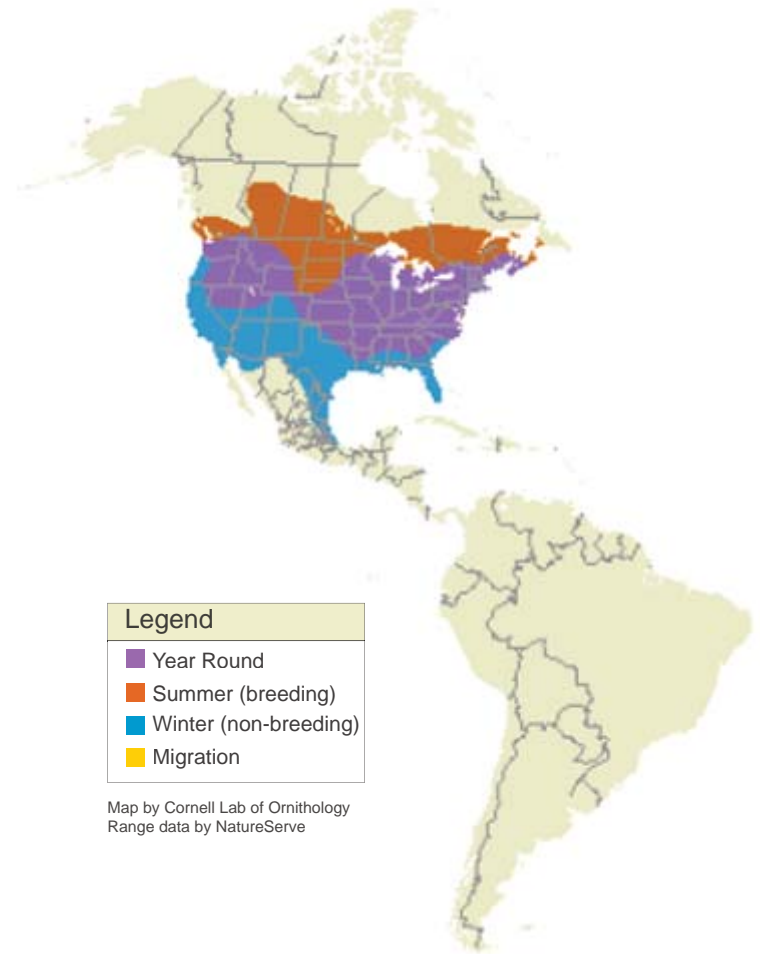 Legend
Year Round
Summer (breeding)
Winter (non-breeding)
Migration
Map by Cornell Lab of Ornithology
Range data by NatureServe